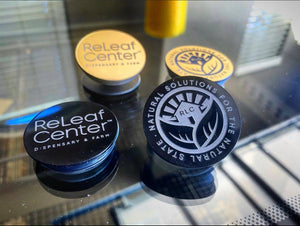 ReLeaf
Center
DISPENSARY & FARM
ReLeaf
Center
DISPENSARY & FARM
NATURAL SOLUTIONS FOR THE NATURAL STATE
RLC